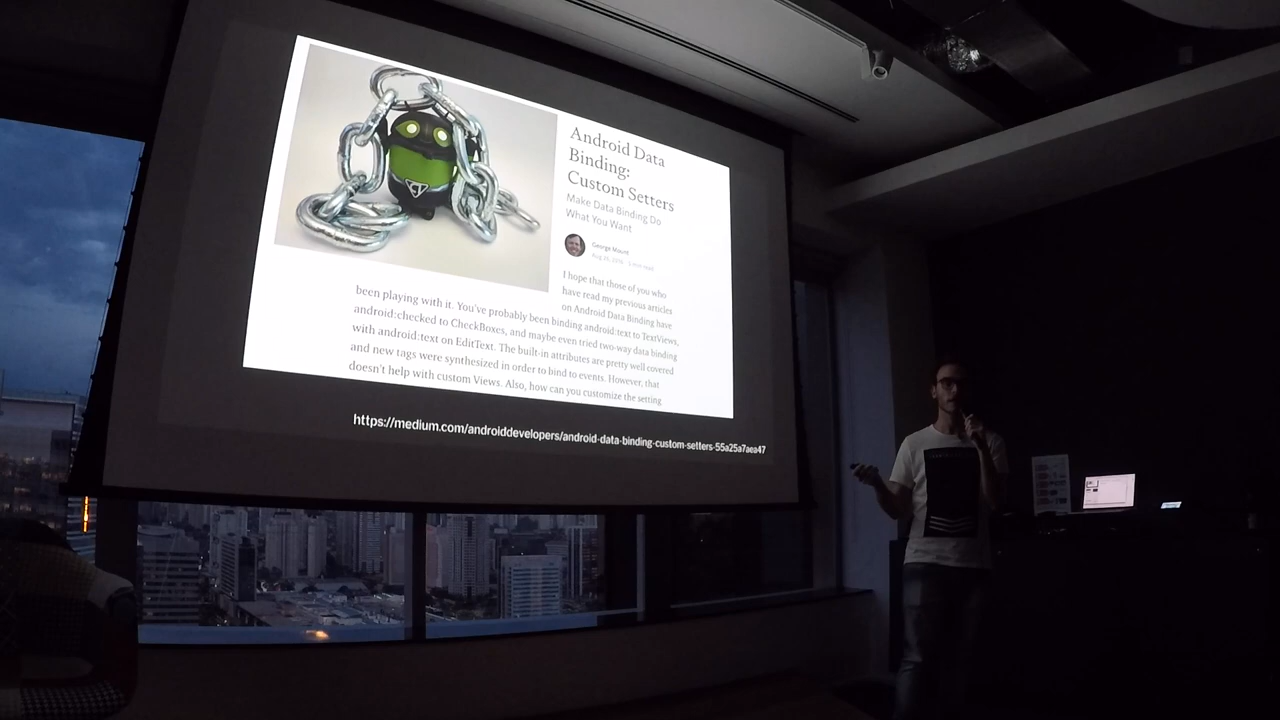 Android Data
Binding:
Custom Setters
Make Data Binding Do
What You Want
George Mount
I hope that those of you who
have read my previous articles
on Android Data Binding have
been playing with it. You've probably been binding android:text to TextViews,
android:checked to CheckBoxes, and maybe even tried two-way data binding
with android:text on EditText. The built-in attributes are pretty well covered
and new tags were synthesized in order to bind to events. However, that
doesn't help with custom Views. Also, how can you customize the setting
https://medium.com/androiddevelopers/android-data-binding-custom-setters-55a25a7aea47